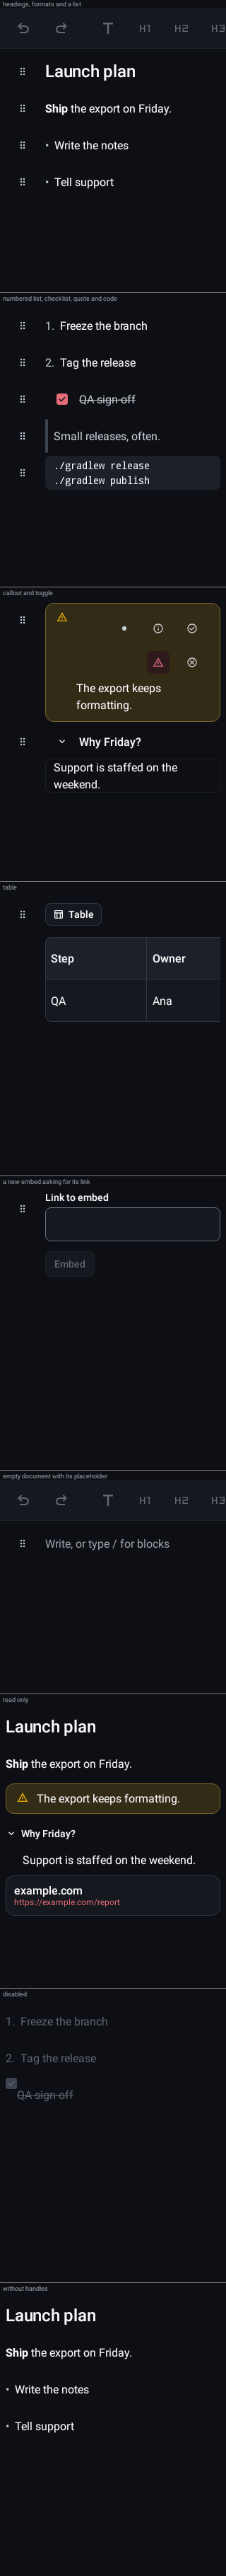 headings, formats and a list
T H1 H2 H3
Launch plan
Ship the export on Friday.
• Write the notes
• Tell support
numbered list, checklist, quote and code
1. Freeze the branch
2. Tag the release
QA sign off
Small releases, often.
./gradlew release
./gradlew publish
callout and toggle
The export keeps
formatting.
Why Friday?
Support is staffed on the
weekend.
table
Table
Step Owner
QA Ana
a new embed asking for its link
Link to embed
Embed
empty document with its placeholder
T H1 H2 H3
Write, or type / for blocks
read only
Launch plan
Ship the export on Friday.
The export keeps formatting.
Why Friday?
Support is staffed on the weekend.
example.com
https://example.com/report
disabled
1. Freeze the branch
2. Tag the release
QA sign off
without handles
Launch plan
Ship the export on Friday.
• Write the notes
• Tell support